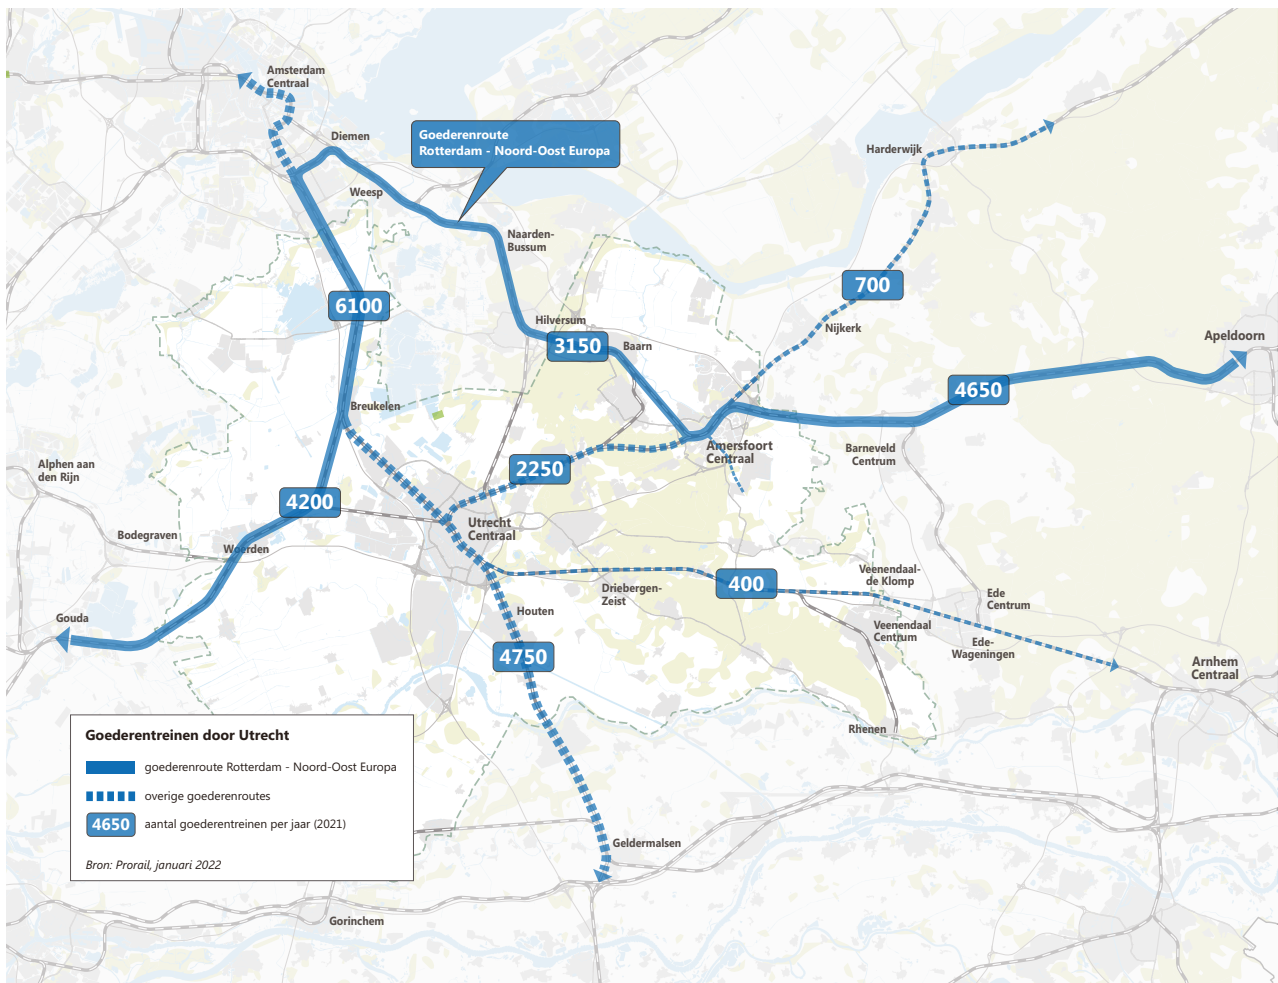 Amsterdam
Centraal
Diemen
Goederenroute
Rotterdam - Noord-Oost Europa
Harderwijk
Weesp
Naarden-
Bussum
700
6100
Hilversum
Nijkerk
3150
Baarn
Apeldoorn
4650
Breukelen
Amersfoort
Centraal
Barneveld
Centrum
Alphen aan
den Rijn
2250
4200
Utrecht
Centraal
Bodegraven
Woerden
Veenendaal-
de Klomp
400
Driebergen-
Zeist
Ede
Centrum
Houten
Gouda
Veenendaal
Centrum
Ede-
Wageningen
4750
Arnhem
Centraal
Rhenen
Goederentreinen door Utrecht
goederenroute Rotterdam - Noord-Oost Europa
overige goederenroutes
4650 aantal goederentreinen per jaar (2021)
Bron: Prorail, januari 2022
Geldermalsen
Gorinchem